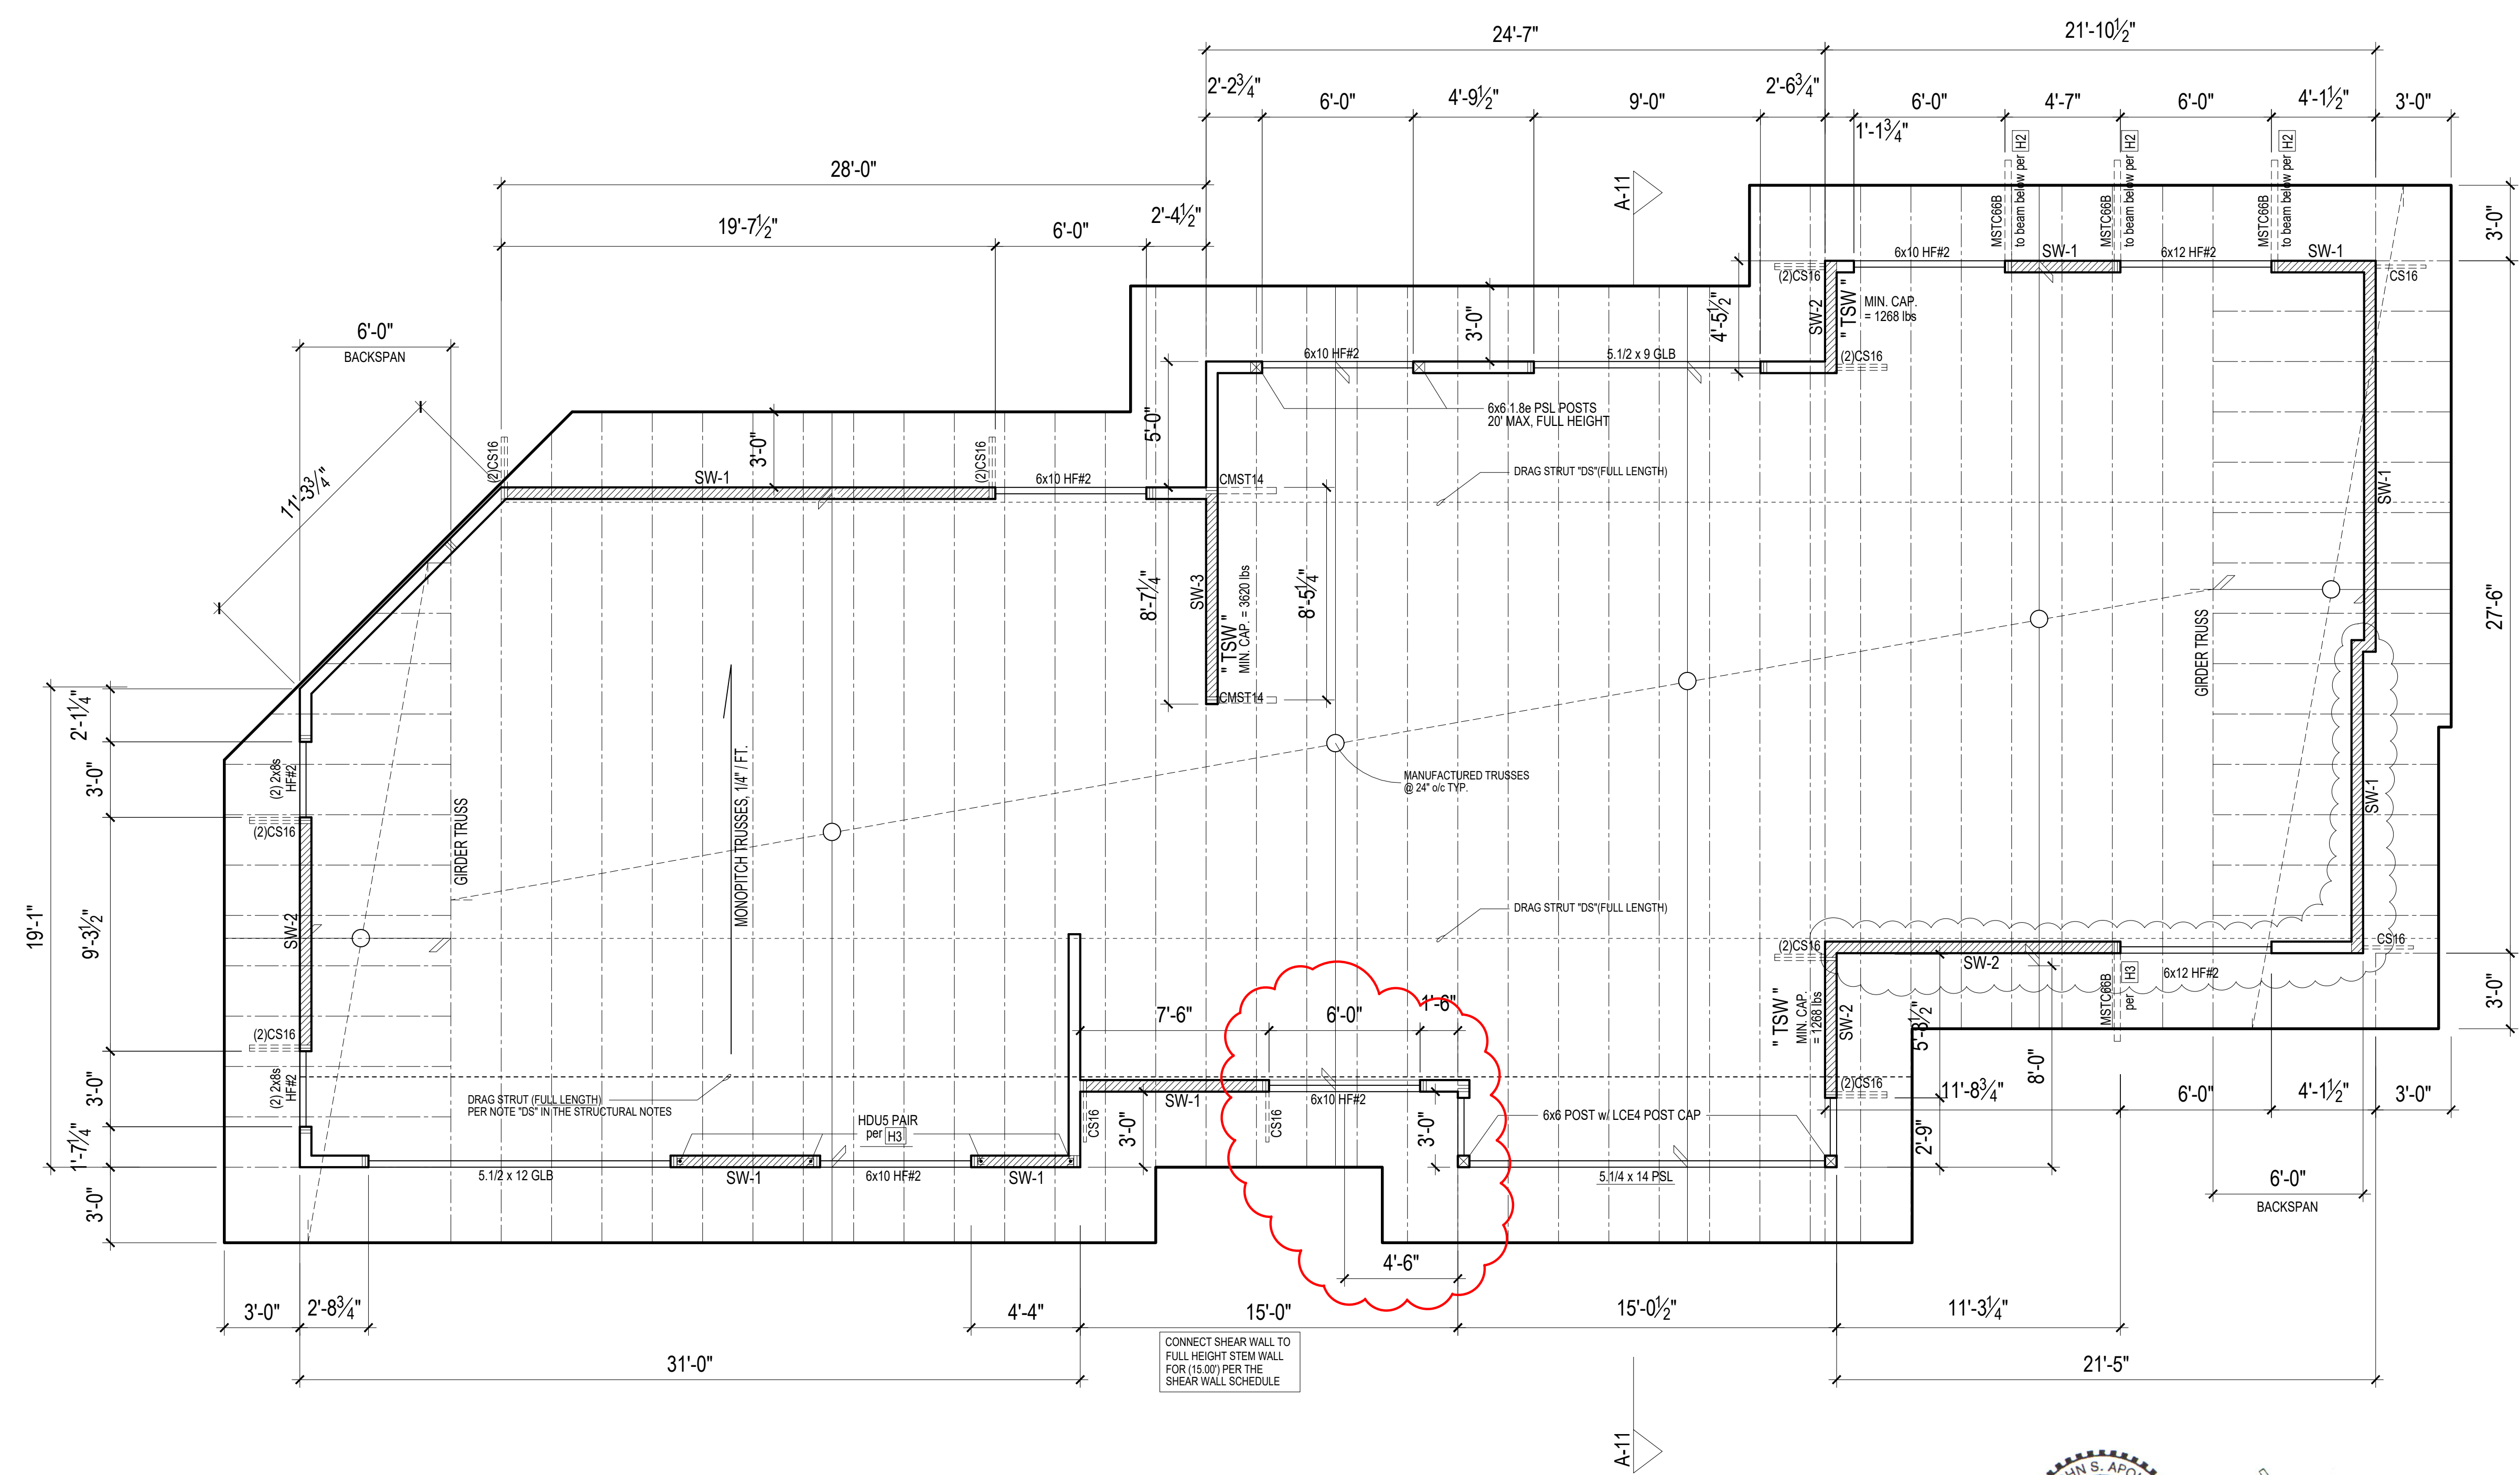 24'-7"
21'-10½"
2'-2¾"
6'-0"
4'-9½"
9'-0"
2'-6¾"
6'-0"
4'-7"
6'-0"
4'-1½"
3'-0"
1'-1¾"
28'-0"
19'-7½"
6'-0"
2'-4½"
A-11
MSTC66B
to beam below per H2
MSTC66B
to beam below per H2
MSTC66B
to beam below per H2
3'-0"
(2)CS16
6x10 HF#2
SW-1
6x12 HF#2
SW-1
CS16
SW-2
" TSW "
MIN. CAP.
= 1268 lbs
4'-5½"
3'-0"
6'-0"
BACKSPAN
6x10 HF#2
5.1/2 x 9 GLB
(2)CS16
6x6 1.8e PSL POSTS
20' MAX, FULL HEIGHT
5'-0"
3'-0"
11'-3¾"
(2)CS16
SW-1
(2)CS16
6x10 HF#2
CMST14
DRAG STRUT "DS"(FULL LENGTH)
SW-1
8'-7¼"
SW-3
" TSW "
MIN. CAP. = 3620 lbs
8'-5¼"
GIRDER TRUSS
27'-6"
CMST14
2'-1¼"
3'-0"
(2) 2x8s
HF#2
MONOPITCH TRUSSES, 1/4" / FT.
MANUFACTURED TRUSSES
@ 24" o/c TYP.
SW-1
(2)CS16
GIRDER TRUSS
19'-1"
9'-3½"
SW-2
DRAG STRUT "DS"(FULL LENGTH)
(2)CS16
SW-2
CS16
6x12 HF#2
MSTC66B
per H3
3'-0"
(2)CS16
7'-6"
6'-0"
1'-6"
" TSW "
MIN. CAP.
= 1268 lbs
SW-2
5'-8½"
8'-0"
3'-0"
(2) 2x8s
HF#2
DRAG STRUT (FULL LENGTH)
PER NOTE "DS" IN THE STRUCTURAL NOTES
HDU5 PAIR
per H3
SW-1
CS16
CS16
6x10 HF#2
3'-0"
3'-0"
6x6 POST w/ LCE4 POST CAP
(2)CS16
11'-8¾"
6'-0"
4'-1½"
3'-0"
2'-9"
1'-7¼"
3'-0"
5.1/2 x 12 GLB
SW-1
6x10 HF#2
SW-1
5.1/4 x 14 PSL
6'-0"
BACKSPAN
4'-6"
3'-0"
2'-8¾"
4'-4"
15'-0"
15'-0½"
11'-3¼"
CONNECT SHEAR WALL TO
FULL HEIGHT STEM WALL
FOR (15.00') PER THE
SHEAR WALL SCHEDULE
31'-0"
21'-5"
A-11